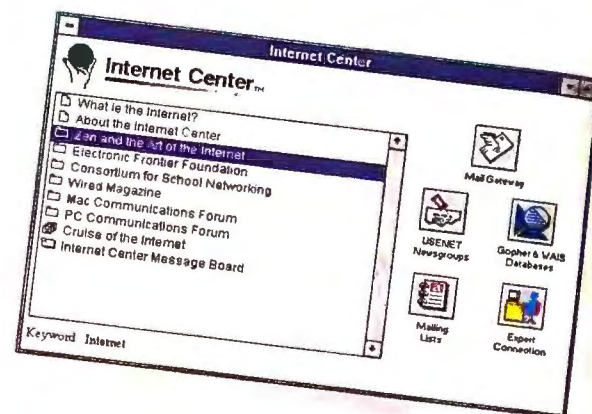 Internet Center
Internet Center™
What is the Internet?
About the Internet Center
Zen and the Art of the Internet
Electronic Frontier Foundation
Consortium for School Networking
Wired Magazine
Mac Communications Forum
PC Communications Forum
Cruise of the Internet
Internet Center Message Board
Keyword Internet
Mail Gateway
USENET
Newsgroups
Gopher & WAIS
Databases
Mailing
Lists
Expert
Connection